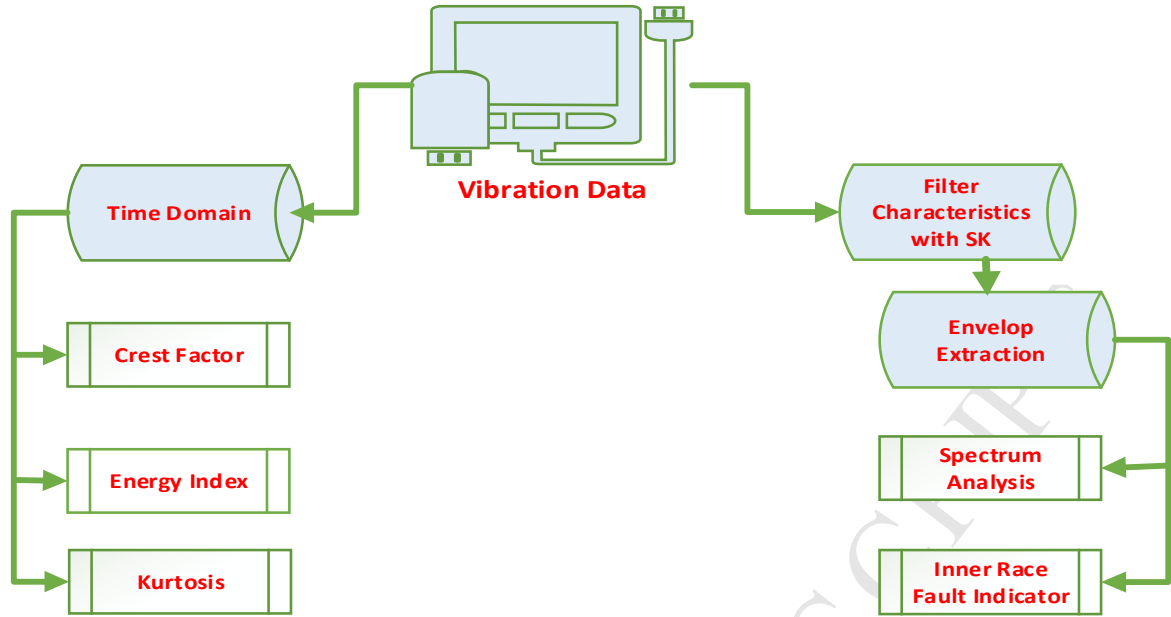 Vibration Data
Time Domain
Crest Factor
Energy Index
Kurtosis
Filter
Characteristics
with SK
Envelop
Extraction
Spectrum
Analysis
Inner Race
Fault Indicator